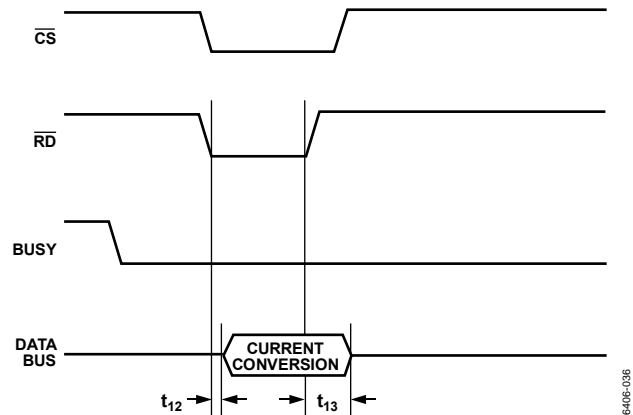 CS
RD
BUSY
DATA
BUS
CURRENT
CONVERSION
t12
t13
6406-036